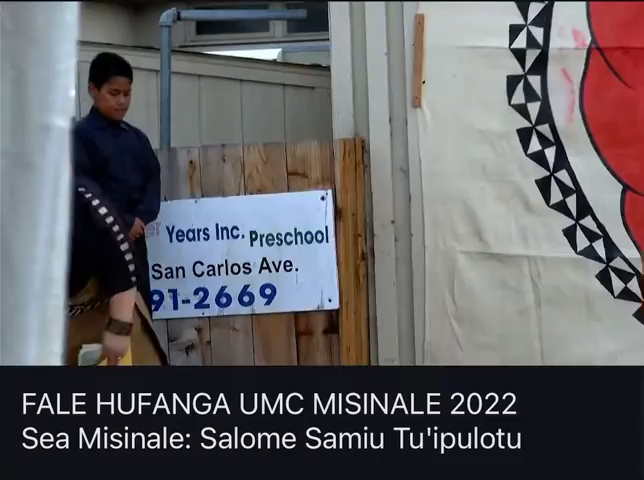 Years Inc. Preschool
San Carlos Ave.
91-2669
FALE HUFANGA UMC MISINALE 2022
Sea Misinale: Salome Samiu Tu'ipulotu